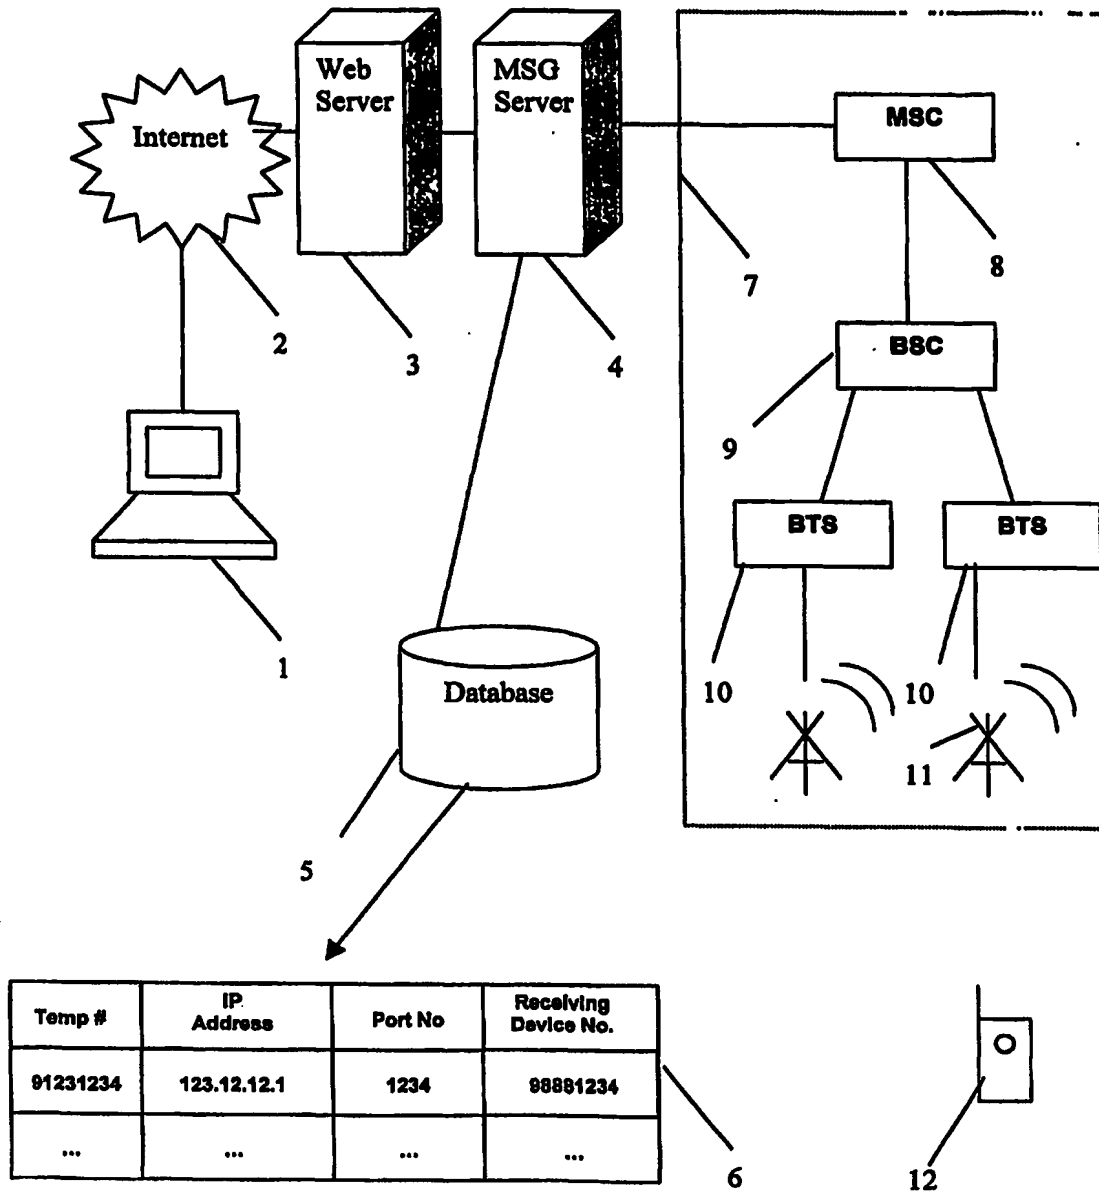 Web
Server
MSG
Server
Internet
MSC
2
3
4
7
8
BSC
9
BTS
BTS
1
10
10
Database
11
5
Temp #
IP
Address
Port No
Receiving
Device No.
91231234
123.12.12.1
1234
98881234
...
...
...
...
6
12